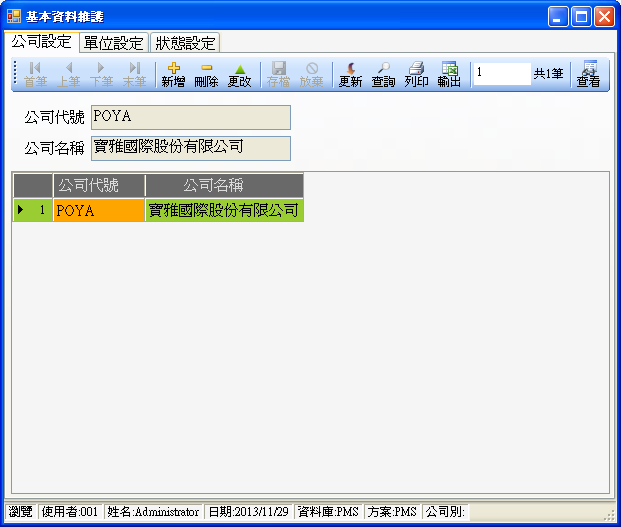 基本資料維護
公司設定 單位設定 狀態設定
首筆 上筆 下筆 末筆 新增 刪除 更改 存檔 放棄 更新 查詢 列印 輸出 1 共1筆 查看
公司代號 POYA
公司名稱 寶雅國際股份有限公司
公司代號 公司名稱
1 POYA 寶雅國際股份有限公司
瀏覽 使用者:001 姓名:Administrator 日期:2013/11/29 資料庫:PMS 方案:PMS 公司別: